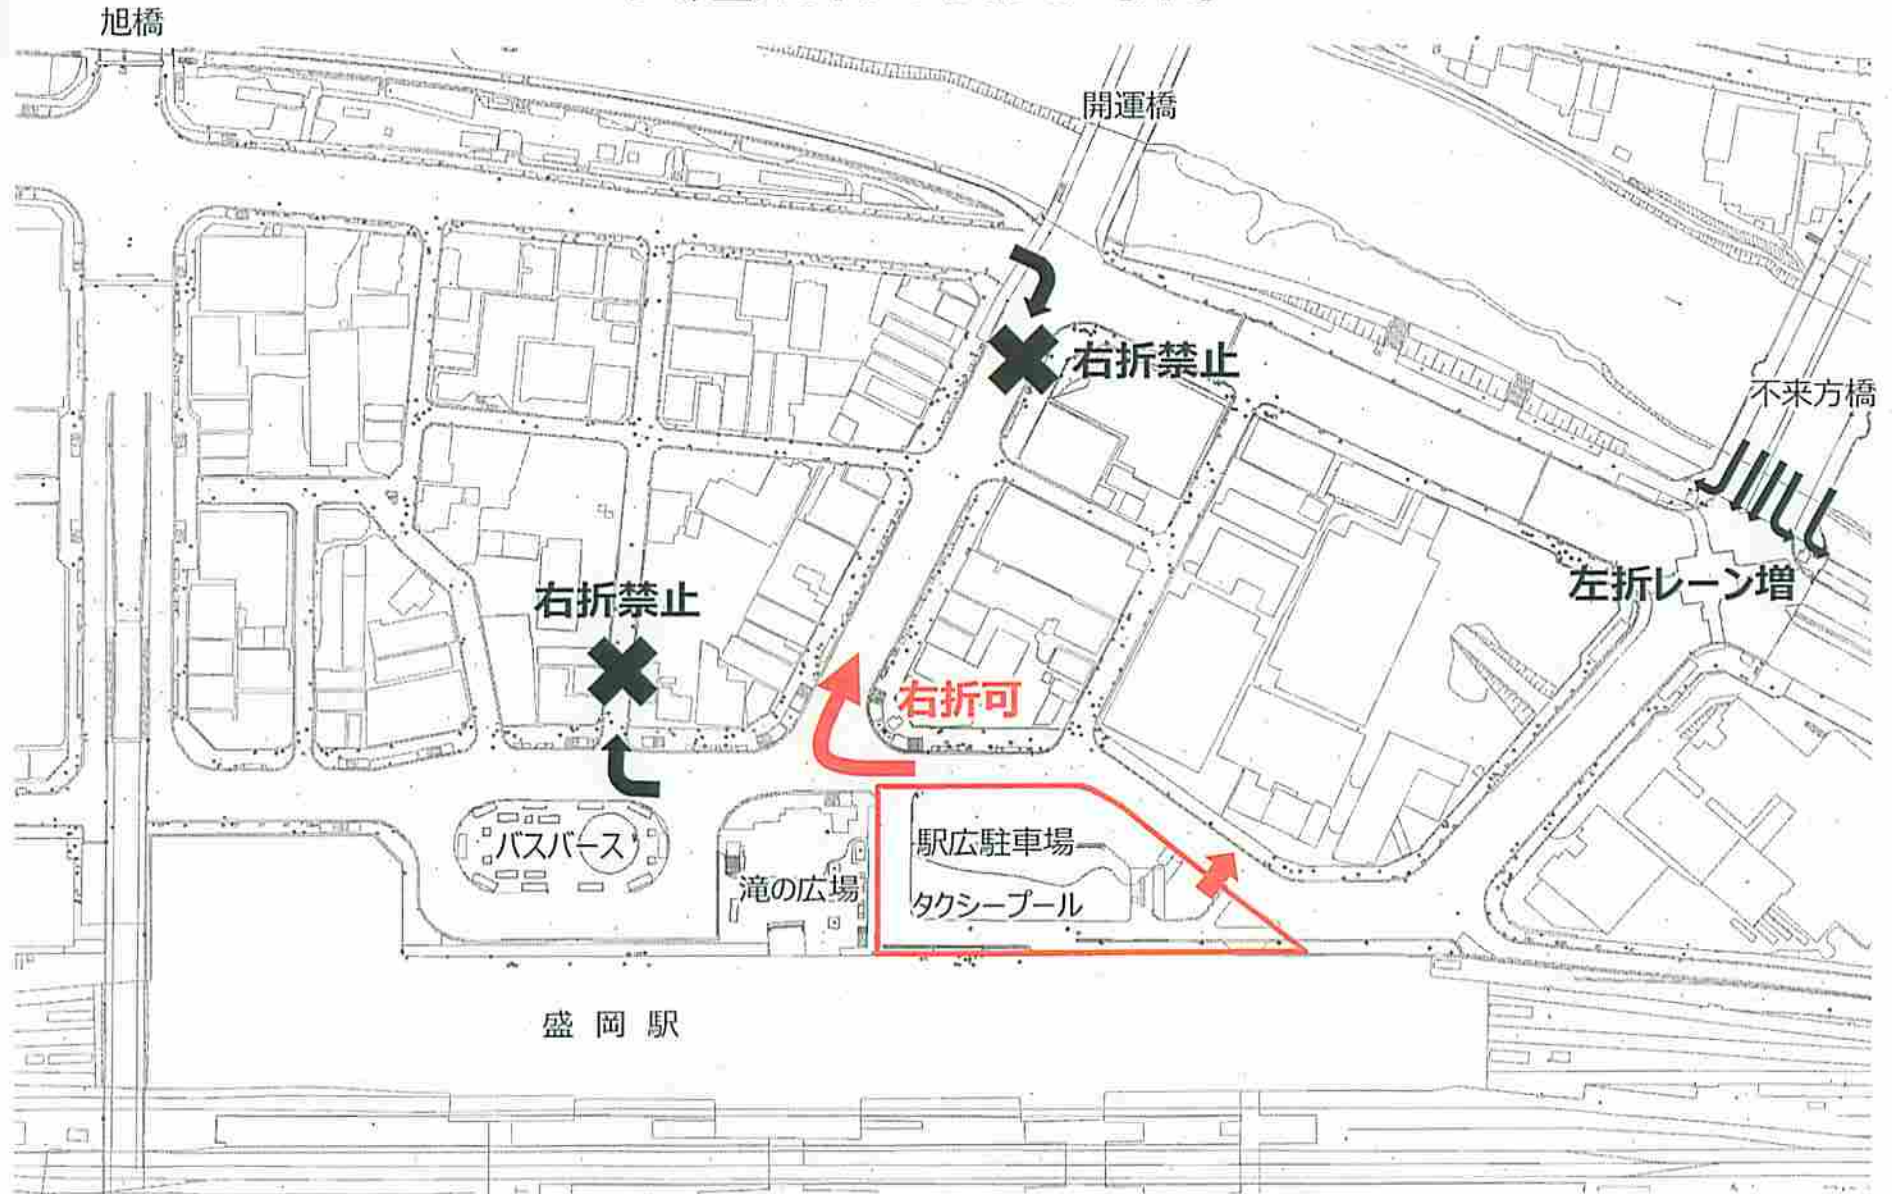 旭橋
開運橋
右折禁止
不来方橋
左折レーン増
右折禁止
右折可
バスバース
駅広駐車場
滝の広場
タクシープール
盛岡駅